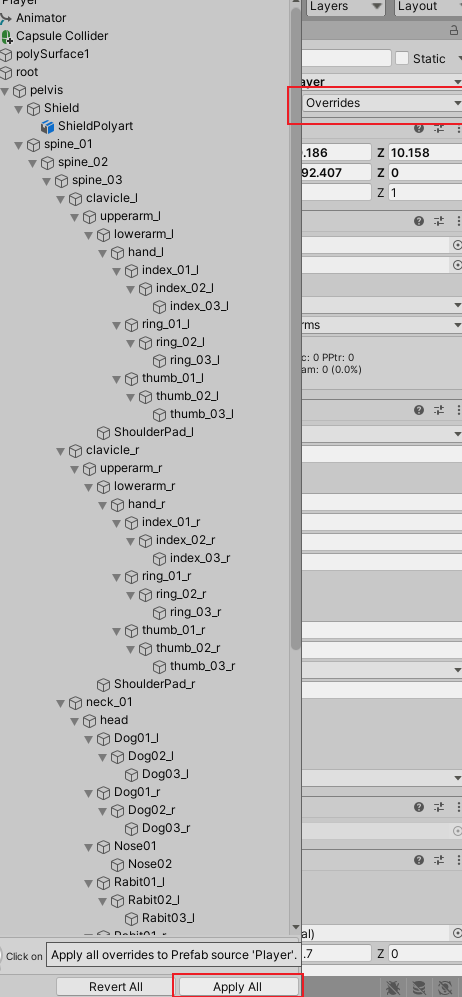 Player
Layers
Layout
Animator
Capsule Collider
polySurface1
Static
root
ayer
pelvis
Overrides
Shield
ShieldPolyart
spine_01
.186
Z 10.158
spine_02
92.407
Z 0
spine_03
Z 1
clavicle_l
upperarm_l
lowerarm_l
hand_l
index_01_l
index_02_l
index_03_l
ring_01_l
rms
ring_02_l
ring_03_l
c: 0 PPtr: 0
am: 0 (0.0%)
thumb_01_l
thumb_02_l
thumb_03_l
ShoulderPad_l
clavicle_r
upperarm_r
lowerarm_r
hand_r
index_01_r
index_02_r
index_03_r
ring_01_r
ring_02_r
ring_03_r
thumb_01_r
thumb_02_r
thumb_03_r
ShoulderPad_r
neck_01
head
Dog01_l
Dog02_l
Dog03_l
Dog01_r
Dog02_r
Dog03_r
Nose01
Nose02
Rabit01_l
Rabit02_l
Rabit03_l
Rabit01_r
al)
Click on
Apply all overrides to Prefab source 'Player'.
.7
Z 0
Revert All
Apply All